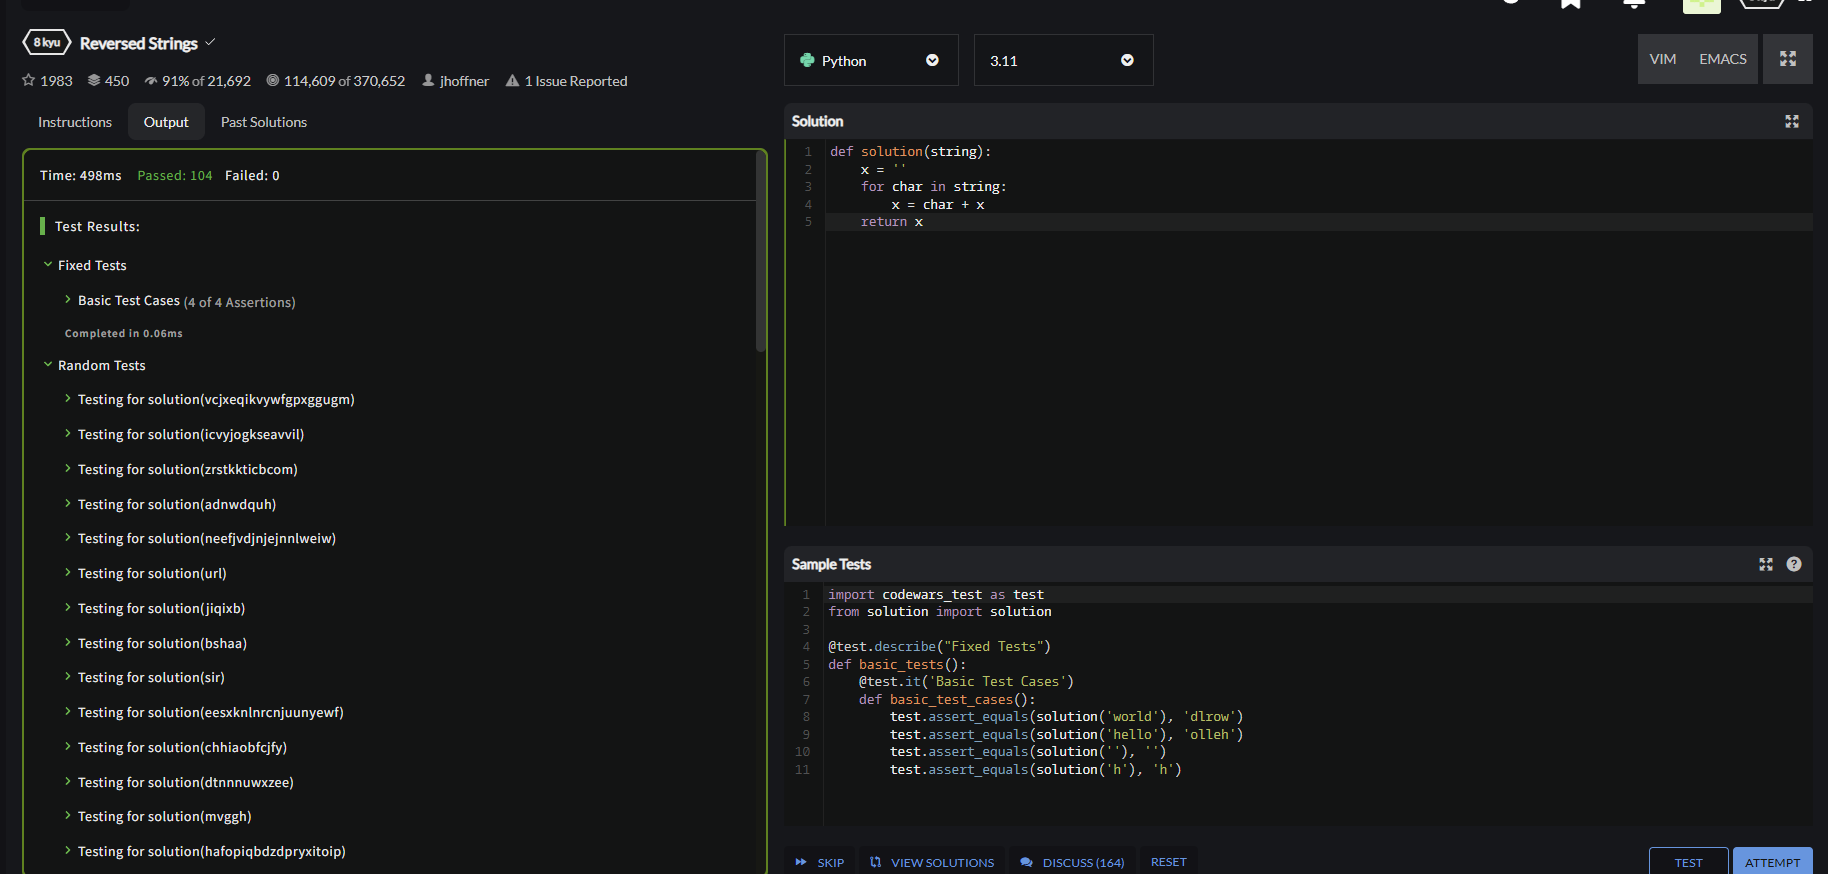 8 kyu Reversed Strings
1983 450 91% of 21,692 114,609 of 370,652 jhoffner 1 Issue Reported
Instructions Output Past Solutions
Time: 498ms Passed: 104 Failed: 0
Test Results:
Fixed Tests
Basic Test Cases (4 of 4 Assertions)
Completed in 0.06ms
Random Tests
Testing for solution(vcjxeqikvywfgpxggugm)
Testing for solution(icvyjogkseavvil)
Testing for solution(zrstkkticbcom)
Testing for solution(adnwdquh)
Testing for solution(neefjvdjnjejnnlweiw)
Testing for solution(url)
Testing for solution(jiqixb)
Testing for solution(bshaa)
Testing for solution(sir)
Testing for solution(eesxknlnrcnjuunyewf)
Testing for solution(chhiaobfcjfy)
Testing for solution(dtnnnuwxzee)
Testing for solution(mvggh)
Testing for solution(hafopiqbdzdpryxitoip)
Python 3.11 VIM EMACS
Solution
1 def solution(string):
2     x = ''
3     for char in string:
4         x = char + x
5     return x
Sample Tests
1 import codewars_test as test
2 from solution import solution
3
4 @test.describe("Fixed Tests")
5 def basic_tests():
6     @test.it('Basic Test Cases')
7     def basic_test_cases():
8         test.assert_equals(solution('world'), 'dlrow')
9         test.assert_equals(solution('hello'), 'olleh')
10         test.assert_equals(solution(''), '')
11         test.assert_equals(solution('h'), 'h')
SKIP VIEW SOLUTIONS DISCUSS (164) RESET TEST ATTEMPT